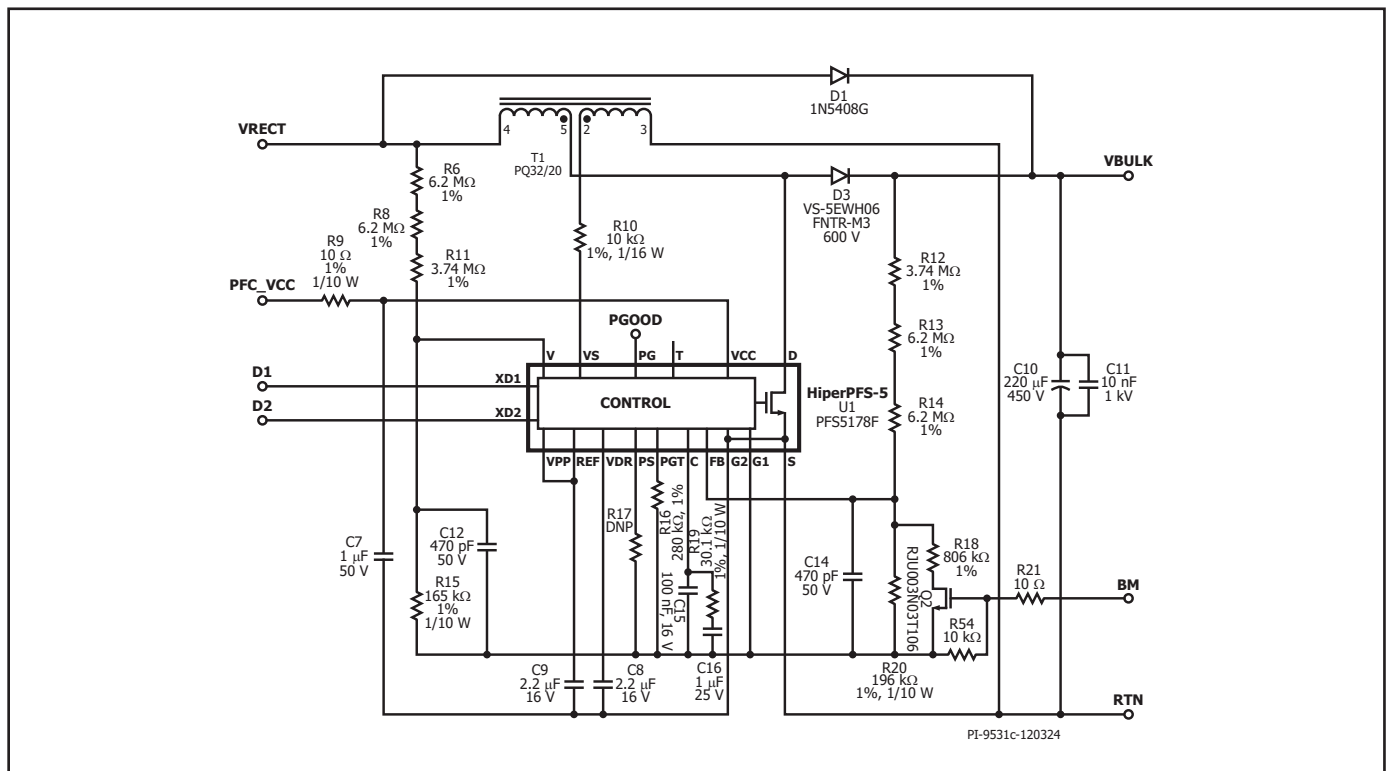 D1
1N5408G
VRECT
4
5
2
3
T1
PQ32/20
VBULK
R6
6.2 MΩ
1%
D3
VS-5EWH06
FNTR-M3
600 V
R8
6.2 MΩ
1%
R10
10 kΩ
1%, 1/16 W
R9
10 Ω
1%
1/10 W
R11
3.74 MΩ
1%
R12
3.74 MΩ
1%
PFC_VCC
PGOOD
R13
6.2 MΩ
1%
V
VS
PG
T
VCC
D
D1
XD1
CONTROL
HiperPFS-5
U1
PFS5178F
C10
220 µF
450 V
C11
10 nF
1 kV
D2
XD2
R14
6.2 MΩ
1%
VPP
REF
VDR
PS
PGT
C
FB
G2
G1
S
R17
DNP
R16
280 kΩ, 1%
R19
30.1 kΩ
1%, 1/10 W
C12
470 pF
50 V
C7
1 µF
50 V
C14
470 pF
50 V
R18
806 kΩ
1%
R21
10 Ω
BM
R15
165 kΩ
1%
1/10 W
C15
100 nF, 16 V
RJU003N03T106
Q2
R54
10 kΩ
C9
2.2 µF
16 V
C8
2.2 µF
16 V
C16
1 µF
25 V
R20
196 kΩ
1%, 1/10 W
RTN
PI-9531c-120324